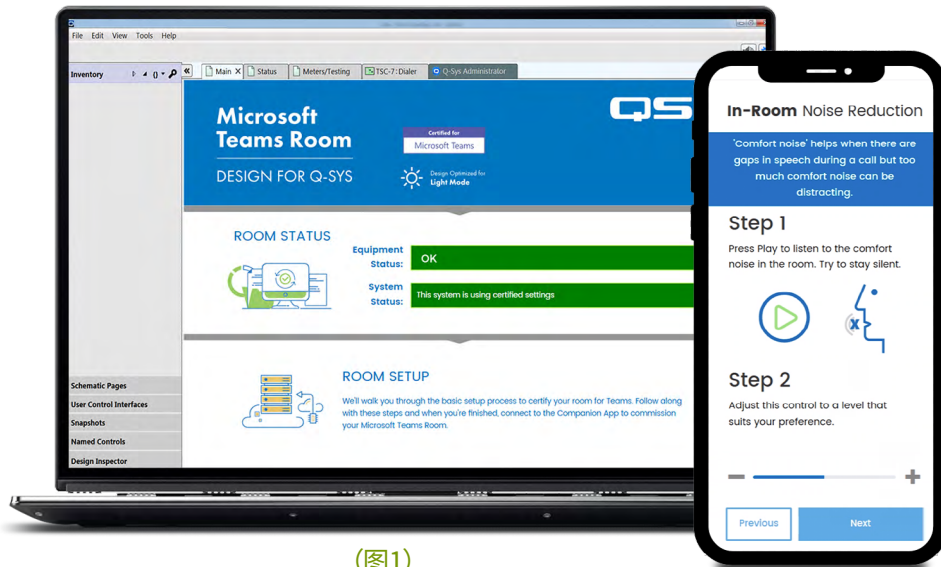 File Edit View Tools Help
Inventory
Main X Status Meters/Testing TSC-7: Dialer Q-Sys Administrator
Microsoft
Teams Room
DESIGN FOR Q-SYS
Certified for
Microsoft Teams
Design Optimized for
Light Mode
QS
ROOM STATUS
Equipment
Status:
OK
System
Status:
This system is using certified settings
ROOM SETUP
We'll walk you through the basic setup process to certify your room for Teams. Follow along
with these steps and when you're finished, connect to the Companion App to commission
your Microsoft Teams Room.
Schematic Pages
User Control Interfaces
Snapshots
Named Controls
Design Inspector
In-Room Noise Reduction
'Comfort noise' helps when there are
gaps in speech during a call but too
much comfort noise can be
distracting.
Step 1
Press Play to listen to the comfort
noise in the room. Try to stay silent.
x
Step 2
Adjust this control to a level that
suits your preference.
Previous Next
(图1)